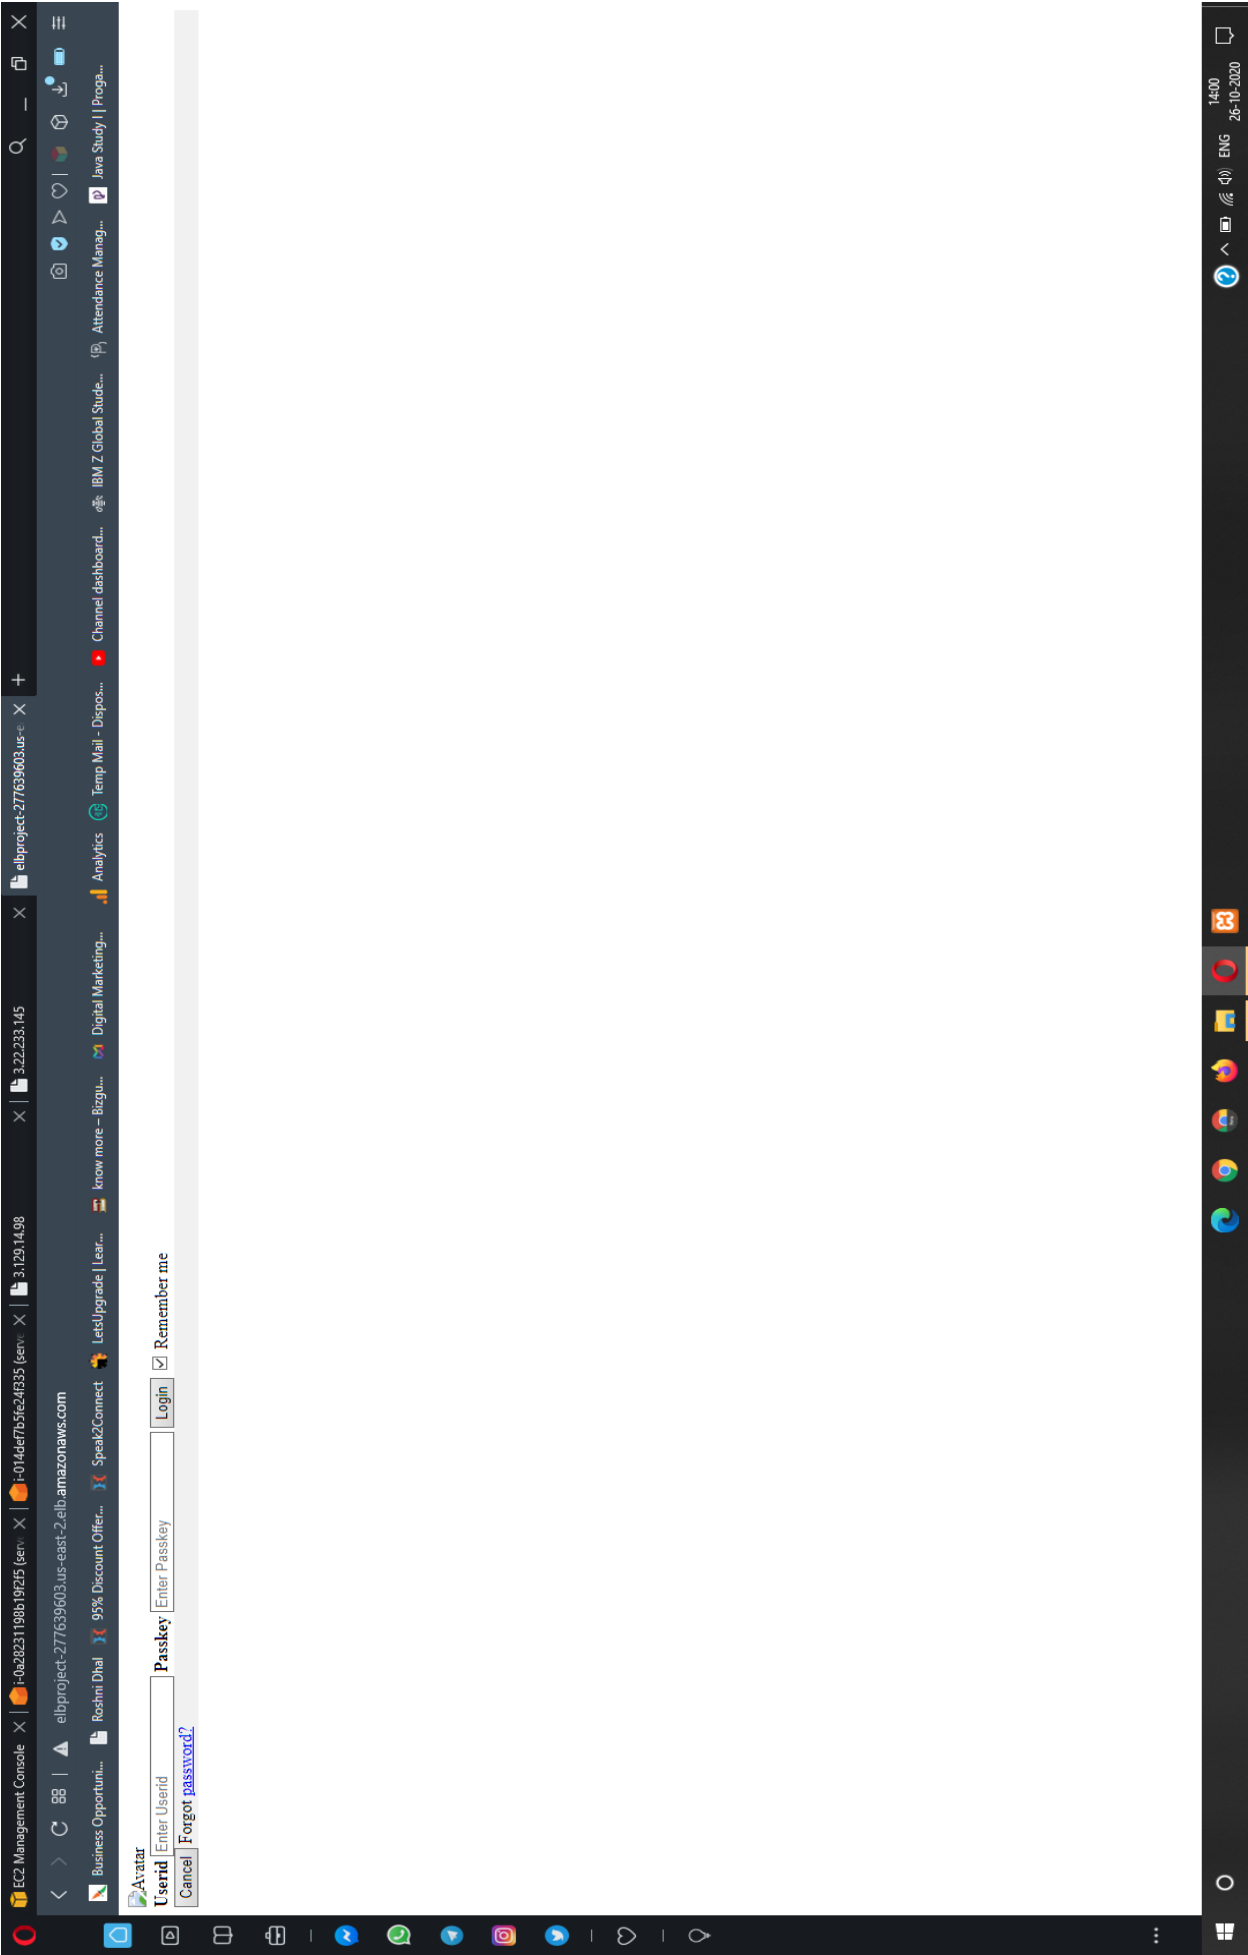 EC2 Management Console
i-0a28231198b19f2f5 (serv
i-014def7b5fe24f335 (serve
3.129.14.98
3.22.233.145
elbproject-277639603.us-e
elbproject-277639603.us-east-2.elb.amazonaws.com
Business Opportuni...
Roshni Dhal
95% Discount Offer...
Speak2Connect
LetsUpgrade | Lear...
know more – Bizgu...
Digital Marketing...
Analytics
Temp Mail - Dispos...
Channel dashboard...
IBM Z Global Stude...
Attendance Manag...
Java Study I | Proga...
Avatar
Userid Enter Userid Passkey Enter Passkey Login Remember me
Cancel Forgot password?
ENG
14:00
26-10-2020